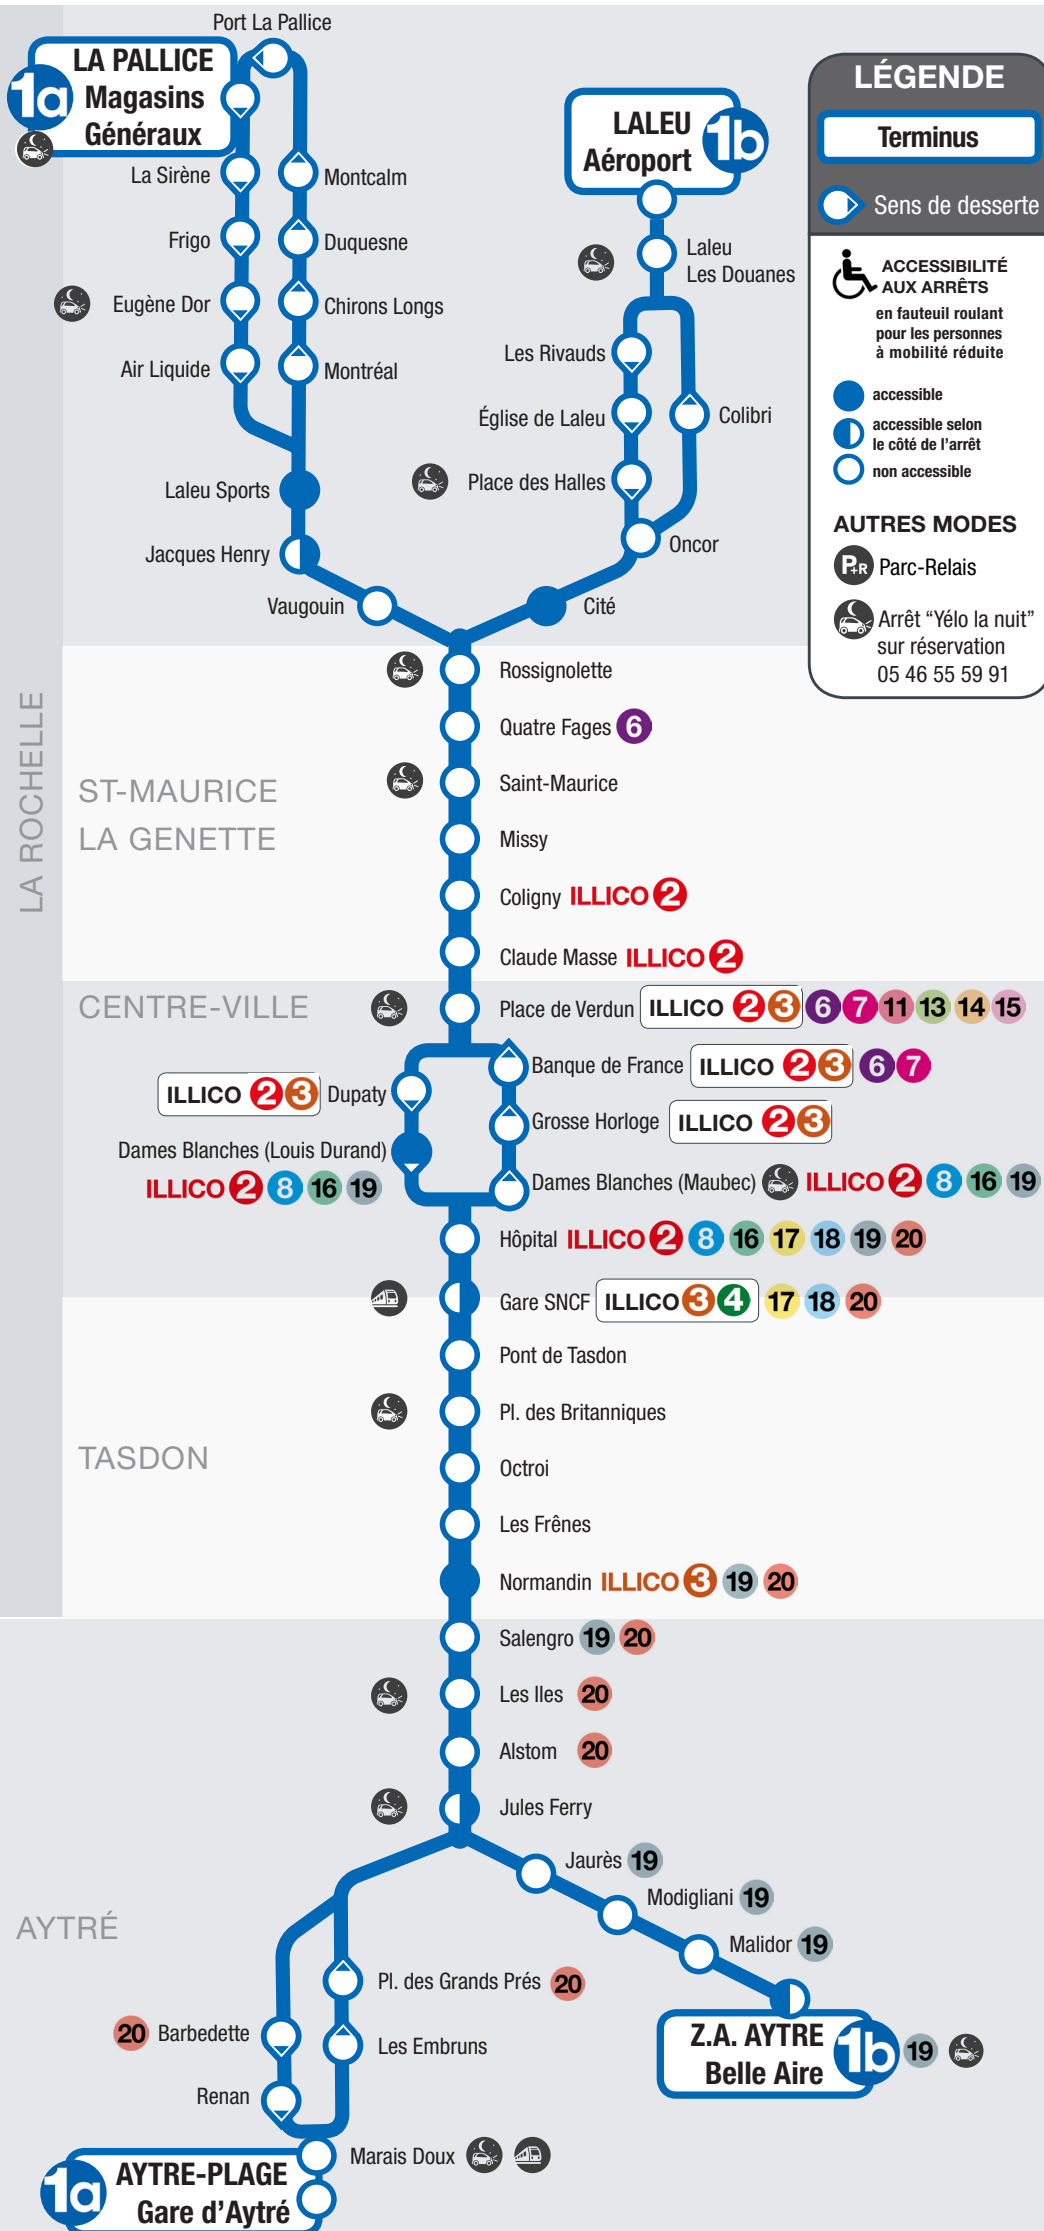 Port La Pallice
1a
LA PALLICE
Magasins
Généraux
La Sirène
Montcalm
Frigo
Duquesne
Eugène Dor
Chirons Longs
Air Liquide
Montréal
Laleu Sports
Jacques Henry
Vaugouin
LALEU
Aéroport
1b
Laleu
Les Douanes
Les Rivauds
Église de Laleu
Colibri
Place des Halles
Oncor
Cité
LÉGENDE
Terminus
Sens de desserte
ACCESSIBILITÉ
AUX ARRÊTS
en fauteuil roulant
pour les personnes
à mobilité réduite
accessible
accessible selon
le côté de l'arrêt
non accessible
AUTRES MODES
P+R Parc-Relais
Arrêt “Yélo la nuit”
sur réservation
05 46 55 59 91
LA ROCHELLE
Rossignolette
Quatre Fages 6
ST-MAURICE
LA GENETTE
Saint-Maurice
Missy
Coligny ILLICO 2
Claude Masse ILLICO 2
CENTRE-VILLE
Place de Verdun ILLICO 2 3 6 7 11 13 14 15
Banque de France ILLICO 2 3 6 7
ILLICO 2 3 Dupaty
Grosse Horloge ILLICO 2 3
Dames Blanches (Louis Durand)
ILLICO 2 8 16 19
Dames Blanches (Maubec) ILLICO 2 8 16 19
Hôpital ILLICO 2 8 16 17 18 19 20
Gare SNCF ILLICO 3 4 17 18 20
Pont de Tasdon
Pl. des Britanniques
TASDON
Octroi
Les Frênes
Normandin ILLICO 3 19 20
Salengro 19 20
Les Iles 20
Alstom 20
Jules Ferry
AYTRÉ
Jaurès 19
Modigliani 19
Malidor 19
Z.A. AYTRE
Belle Aire
1b 19
Pl. des Grands Prés 20
20 Barbedette
Les Embruns
Renan
Marais Doux
1a
AYTRE-PLAGE
Gare d'Aytré